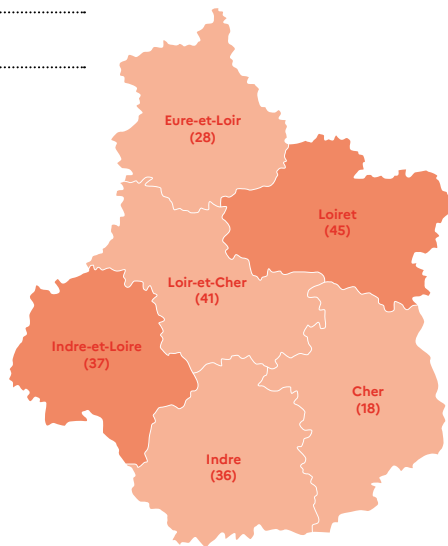 Eure-et-Loir
(28)
Loiret
(45)
Loir-et-Cher
(41)
Indre-et-Loire
(37)
Cher
(18)
Indre
(36)